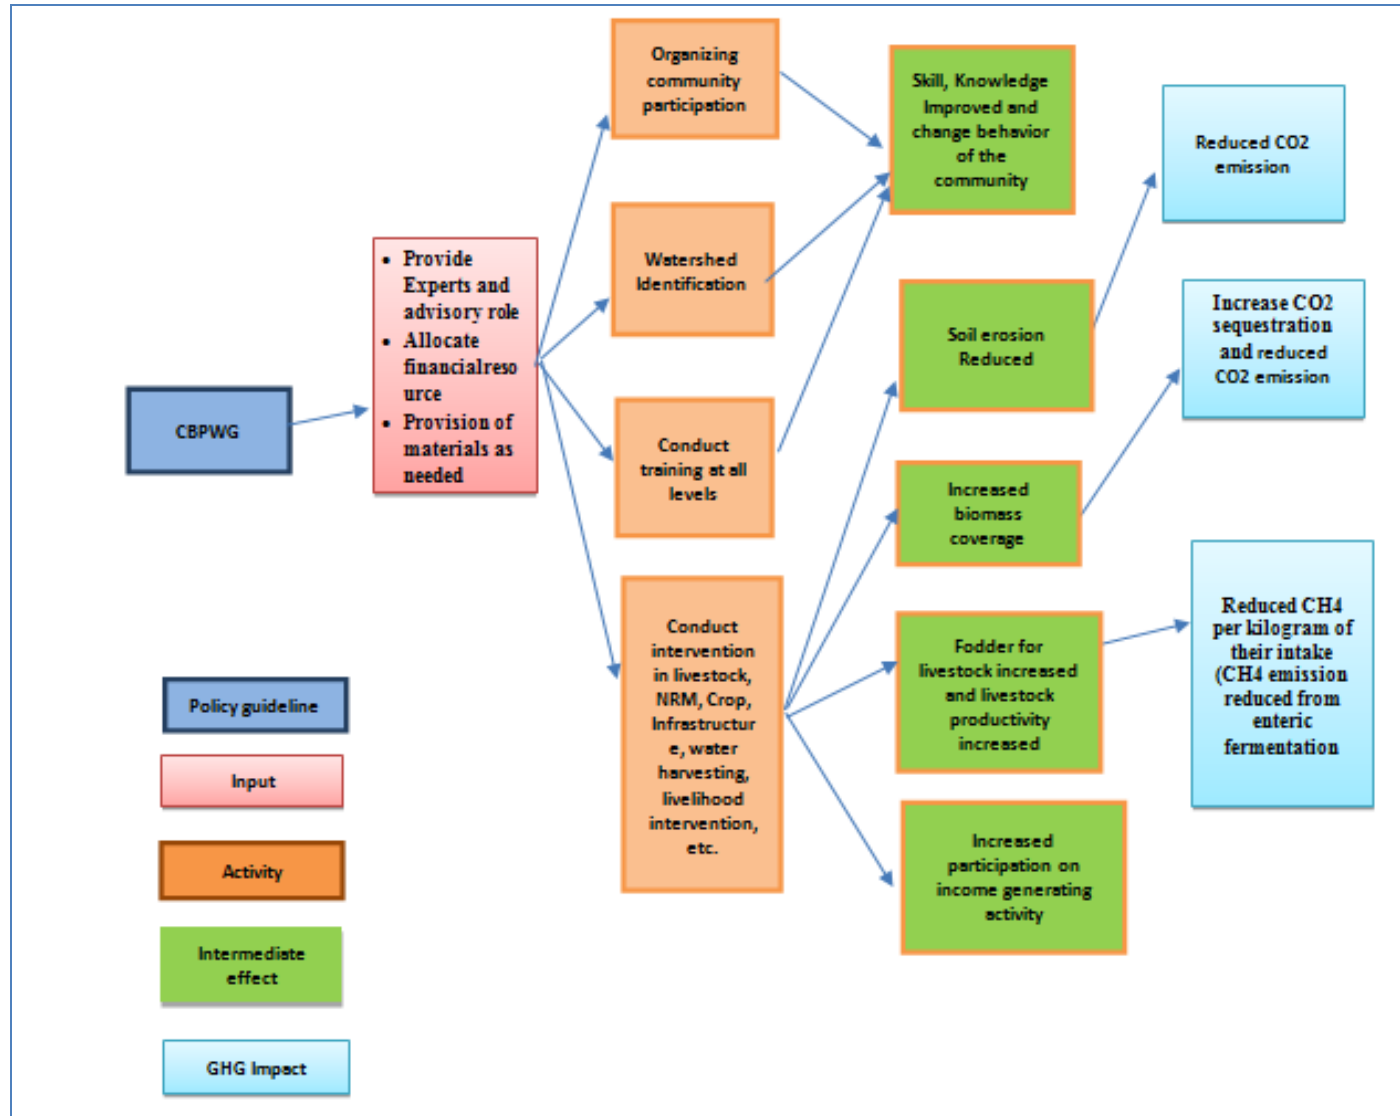 Organizing
community
participation
Skill, Knowledge
Improved and
change behavior
of the
community
Reduced CO2
emission
• Provide
Experts and
advisory role
• Allocate
financialreso
urce
• Provision of
materials as
needed
Watershed
Identification
Soil erosion
Reduced
Increase CO2
sequestration
and reduced
CO2 emission
CBPWG
Conduct
training at all
levels
Increased
biomass
coverage
Conduct
intervention
in livestock,
NRM, Crop,
Infrastructur
e, water
harvesting,
livelihood
intervention,
etc.
Fodder for
livestock increased
and livestock
productivity
increased
Reduced CH4
per kilogram of
their intake
(CH4 emission
reduced from
enteric
fermentation
Increased
participation on
income generating
activity
Policy guideline
Input
Activity
Intermediate
effect
GHG Impact